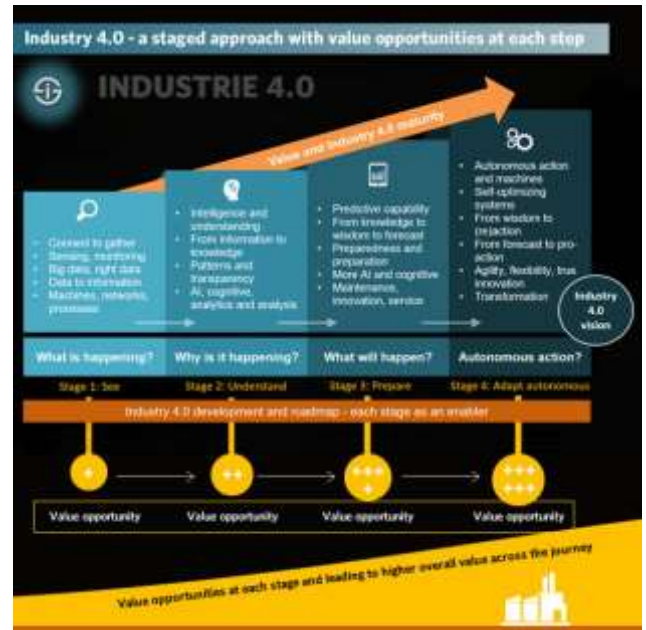 Industry 4.0 - a staged approach with value opportunities at each step
INDUSTRIE 4.0
Value and Industry 4.0 maturity
• Connect to gather
• Sensing, monitoring
• Big data, right data
• Data to information
• Machines, networks,
processes
• Intelligence and
understanding
• From information to
knowledge
• Patterns and
transparency
• AI, cognitive,
analytics and analysis
• Predictive capability
• From knowledge to
wisdom to forecast
• Preparedness and
preparation
• More AI and cognitive
• Maintenance,
innovation, service
• Autonomous action
and machines
• Self-optimizing
systems
• From wisdom to
(re)action
• From forecast to pro-
action
• Agility, flexibility, true
innovation
• Transformation
Industry
4.0
vision
What is happening?
Why is it happening?
What will happen?
Autonomous action?
Stage 1: See
Stage 2: Understand
Stage 3: Prepare
Stage 4: Adapt autonomous
Industry 4.0 development and roadmap - each stage as an enabler
+
++
+++
+
+++
+++
Value opportunity
Value opportunity
Value opportunity
Value opportunity
Value opportunities at each stage and leading to higher overall value across the journey